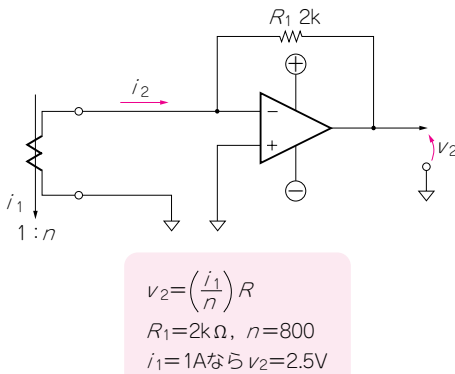 R₁ 2k
i₂
−
+
+
−
v₂
i₁
1:n
v₂=(i₁/n)R
R₁=2kΩ, n=800
i₁=1Aならv₂=2.5V